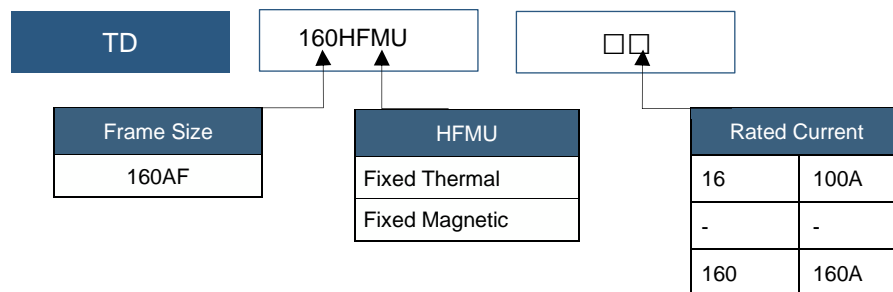 TD
160HFMU
□□
Frame Size
160AF
HFMU
Fixed Thermal
Fixed Magnetic
Rated Current
16 100A
- -
160 160A